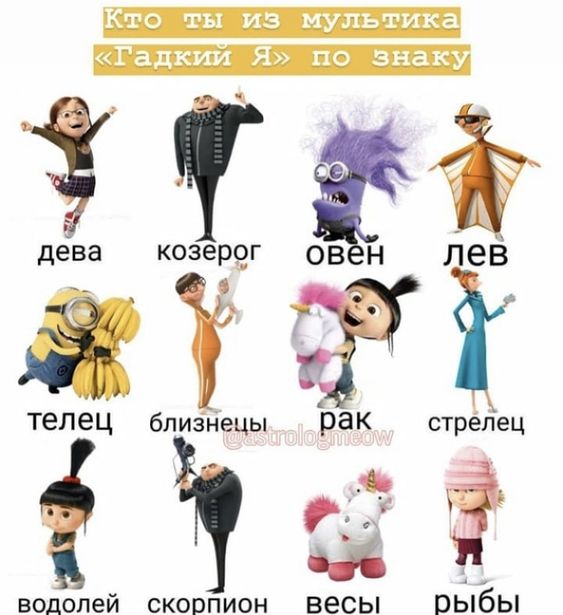 Кто ты из мультика
«Гадкий Я» по знаку
дева козерог овен лев
телец близнецы рак стрелец
@astrologmeow
водолей скорпион весы рыбы